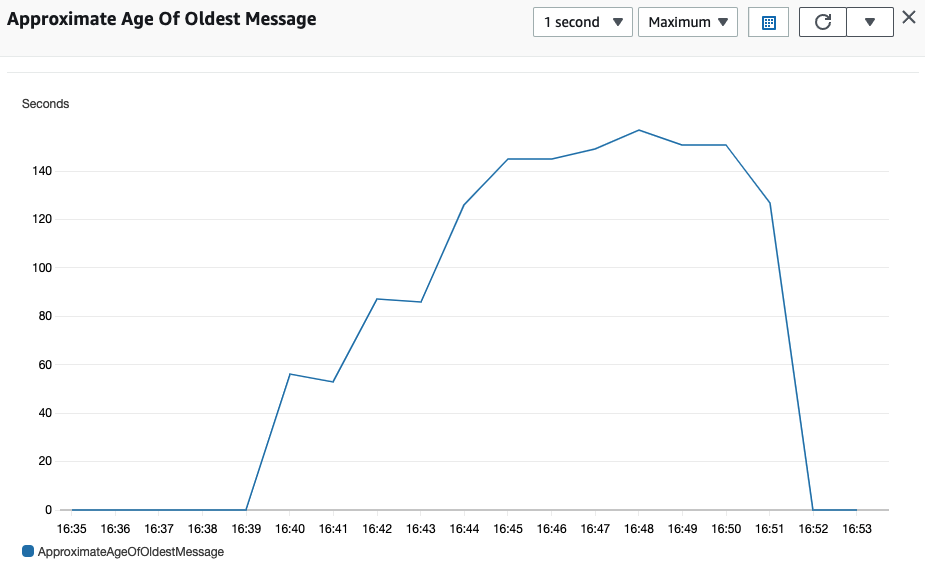 Approximate Age Of Oldest Message
1 second
Maximum
Seconds
140
120
100
80
60
40
20
0
16:35 16:36 16:37 16:38 16:39 16:40 16:41 16:42 16:43 16:44 16:45 16:46 16:47 16:48 16:49 16:50 16:51 16:52 16:53
ApproximateAgeOfOldestMessage